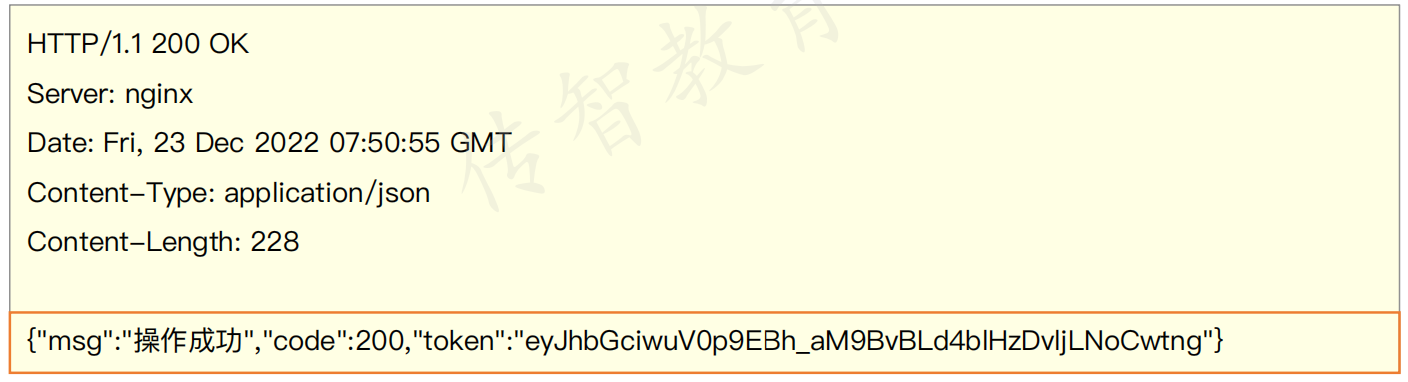 HTTP/1.1 200 OK
Server: nginx
Date: Fri, 23 Dec 2022 07:50:55 GMT
Content-Type: application/json
Content-Length: 228
{"msg":"操作成功","code":200,"token":"eyJhbGciwuV0p9EBh_aM9BvBLd4blHzDvljLNoCwtng"}
传智教育